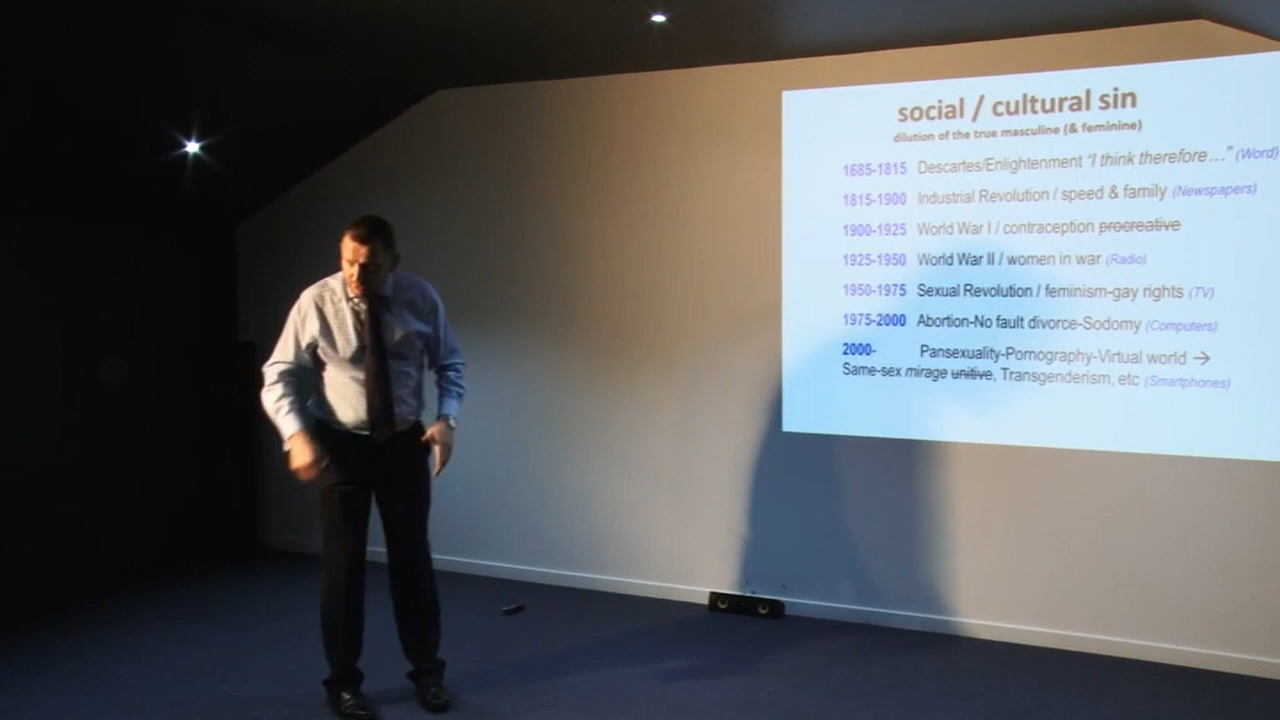 social / cultural sin
dilution of the true masculine (& feminine)
1685-1815 Descartes/Enlightenment “I think therefore…” (Word)
1815-1900 Industrial Revolution / speed & family (Newspapers)
1900-1925 World War I / contraception procreative
1925-1950 World War II / women in war (Radio)
1950-1975 Sexual Revolution / feminism-gay rights (TV)
1975-2000 Abortion-No fault divorce-Sodomy (Computers)
2000- Pansexuality-Pornography-Virtual world →
Same-sex mirage unitive, Transgenderism, etc (Smartphones)